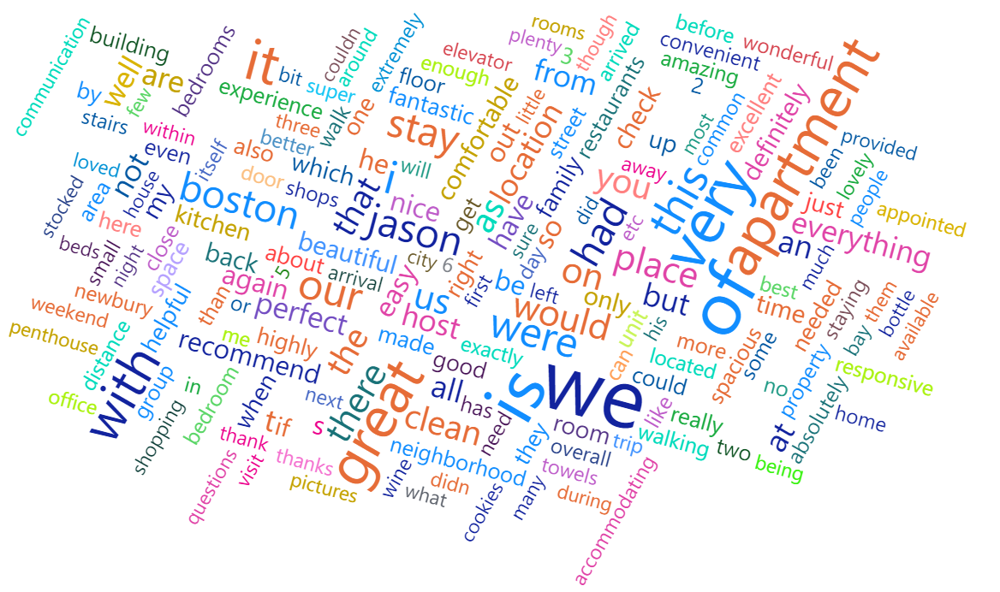 communication
building
well
are
by
few
bedrooms
stairs
within
experience
it
bit
super
couldn
around
extremely
floor
fantastic
elevator
enough
rooms
plenty
3
though
arrived
from
before
convenient
wonderful
amazing
2
walk
one
three
better
even
itself
also
which
he
will
stay
comfortable
out
little
location
street
restaurants
check
up
most
common
excellent
definitely
apartment
provided
been
lovely
people
appointed
loved
not
stocked
area
house
my
door
shops
that
i
nice
get
as
have
family
sure
so
did
away
you
etc
had
this
very
of
just
everything
an
much
here
kitchen
boston
jason
beds
small
night
close
space
back
about
beautiful
city
6
right
first
be
day
left
on
place
but
only
best
time
needed
staying
them
bottle
available
newbury
weekend
penthouse
distance
helpful
than
again
5
arrival
our
easy
us
or
perfect
host
were
would
unit
his
can
more
located
spacious
some
bay
responsive
property
no
with
group
office
in
me
highly
recommend
the
made
exactly
good
could
shopping
bedroom
when
next
there
great
all
has
is
we
like
really
at
absolutely
home
tif
s
clean
need
they
room
trip
walking
two
being
questions
thank
visit
thanks
pictures
neighborhood
wine
what
didn
cookies
many
overall
towels
during
accommodating